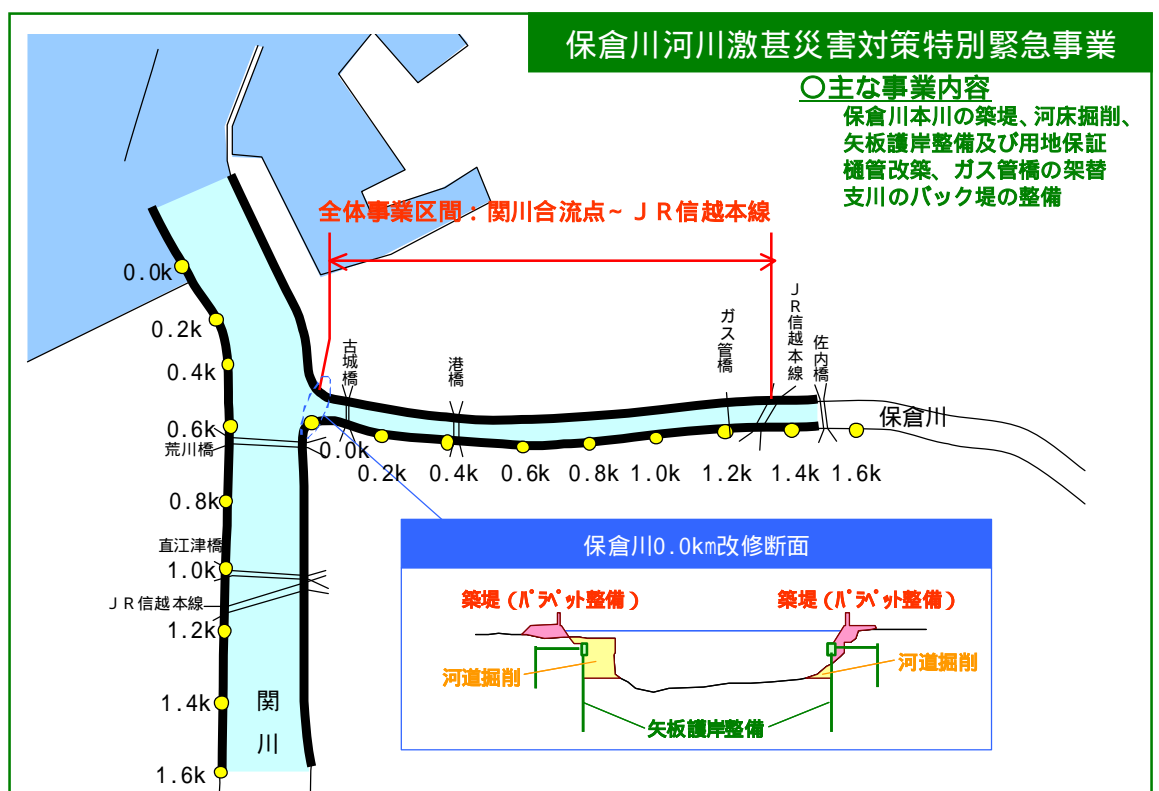 保倉川河川激甚災害対策特別緊急事業
○主な事業内容
保倉川本川の築堤、河床掘削、
矢板護岸整備及び用地保証
樋管改築、ガス管橋の架替
支川のバック堤の整備
全体事業区間：関川合流点~ＪＲ信越本線
0.0k
0.2k
0.4k
0.6k
荒川橋
0.8k
直江津橋
1.0k
ＪＲ信越本線
1.2k
1.4k
1.6k
関川
古城橋
港橋
ガス管橋
ＪＲ信越本線
佐内橋
保倉川
0.0k
0.2k
0.4k
0.6k
0.8k
1.0k
1.2k
1.4k
1.6k
保倉川0.0km改修断面
築堤（ﾊﾟﾗﾍﾟｯﾄ整備）
築堤（ﾊﾟﾗﾍﾟｯﾄ整備）
河道掘削
河道掘削
矢板護岸整備